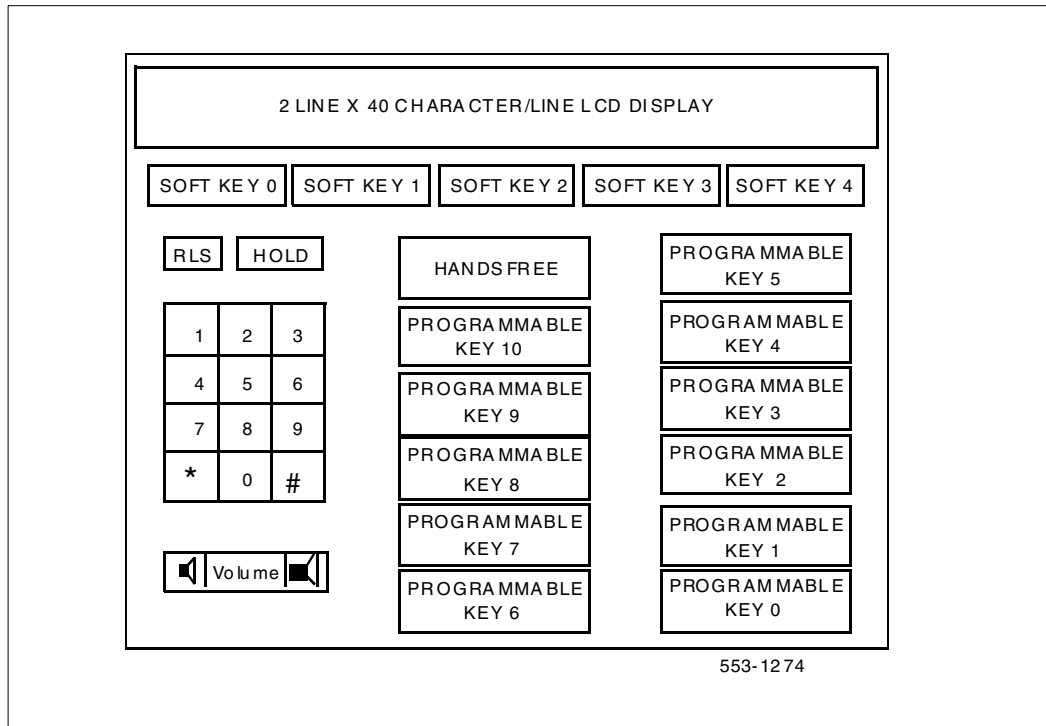 2 LINE X 40 CHARACTER/LINE LCD DISPLAY
SOFT KEY 0
SOFT KEY 1
SOFT KEY 2
SOFT KEY 3
SOFT KEY 4
RLS
HOLD
1
2
3
4
5
6
7
8
9
*
0
#
Volume
HANDSFREE
PROGRAMMABLE
KEY 10
PROGRAMMABLE
KEY 9
PROGRAMMABLE
KEY 8
PROGRAMMABLE
KEY 7
PROGRAMMABLE
KEY 6
PROGRAMMABLE
KEY 5
PROGRAMMABLE
KEY 4
PROGRAMMABLE
KEY 3
PROGRAMMABLE
KEY 2
PROGRAMMABLE
KEY 1
PROGRAMMABLE
KEY 0
553-1274